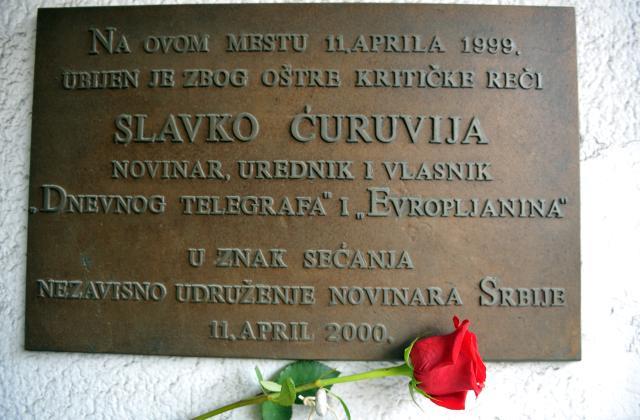 NA OVOM MESTU 11. APRILA 1999.
UBIJEN JE ZBOG OŠTRE KRITIČKE REČI
SLAVKO ĆURUVIJA
NOVINAR, UREDNIK I VLASNIK
„DNEVNOG TELEGRAFA" I „EVROPLJANINA"
U ZNAK SEĆANJA
NEZAVISNO UDRUŽENJE NOVINARA SRBIJE
11. APRIL 2000.